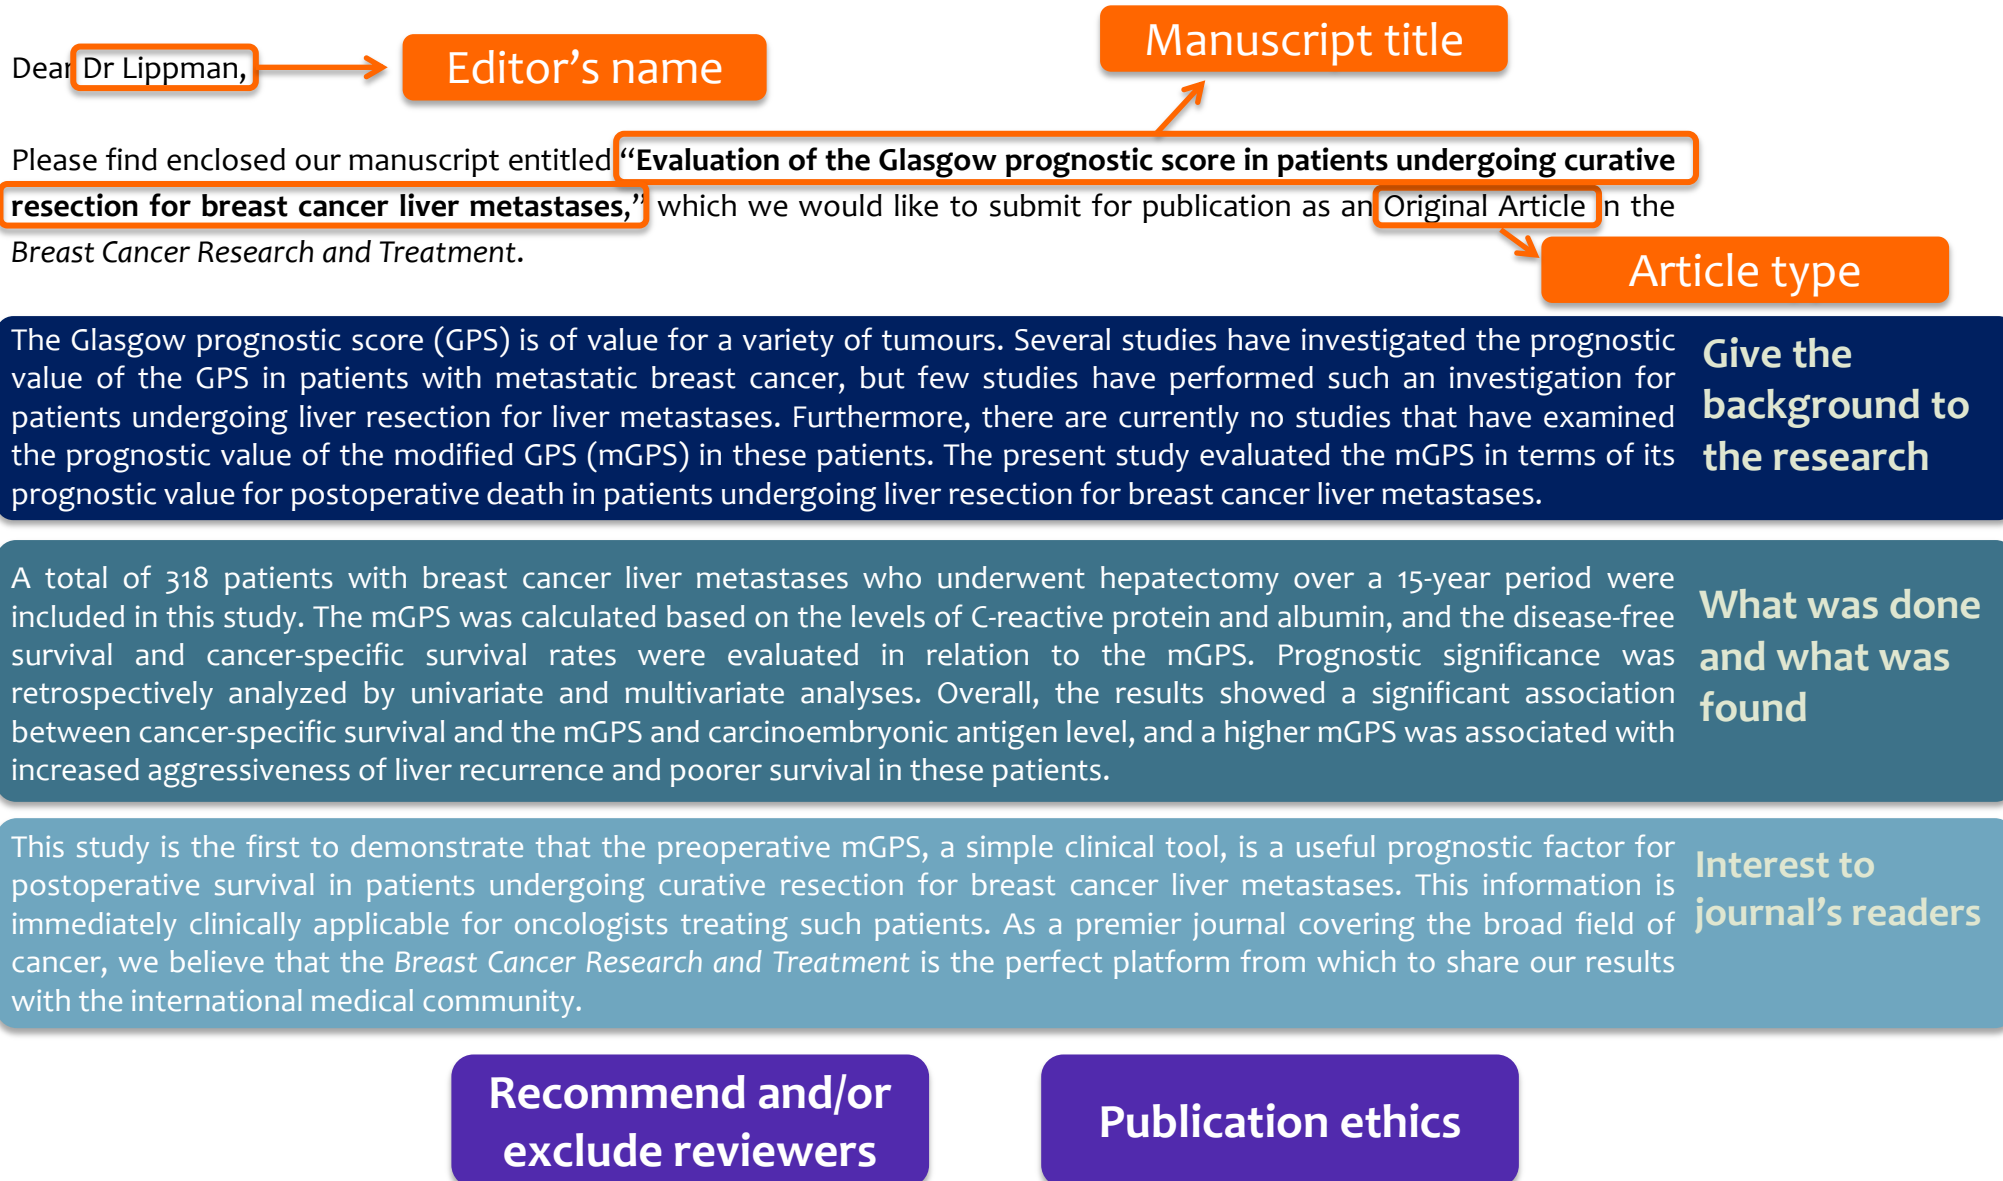 Dear Dr Lippman,
Editor’s name
Manuscript title
Please find enclosed our manuscript entitled “Evaluation of the Glasgow prognostic score in patients undergoing curative
resection for breast cancer liver metastases,” which we would like to submit for publication as an Original Article in the
Breast Cancer Research and Treatment.
Article type
The Glasgow prognostic score (GPS) is of value for a variety of tumours. Several studies have investigated the prognostic
value of the GPS in patients with metastatic breast cancer, but few studies have performed such an investigation for
patients undergoing liver resection for liver metastases. Furthermore, there are currently no studies that have examined
the prognostic value of the modified GPS (mGPS) in these patients. The present study evaluated the mGPS in terms of its
prognostic value for postoperative death in patients undergoing liver resection for breast cancer liver metastases.
Give the
background to
the research
A total of 318 patients with breast cancer liver metastases who underwent hepatectomy over a 15-year period were
included in this study. The mGPS was calculated based on the levels of C-reactive protein and albumin, and the disease-free
survival and cancer-specific survival rates were evaluated in relation to the mGPS. Prognostic significance was
retrospectively analyzed by univariate and multivariate analyses. Overall, the results showed a significant association
between cancer-specific survival and the mGPS and carcinoembryonic antigen level, and a higher mGPS was associated with
increased aggressiveness of liver recurrence and poorer survival in these patients.
What was done
and what was
found
This study is the first to demonstrate that the preoperative mGPS, a simple clinical tool, is a useful prognostic factor for
postoperative survival in patients undergoing curative resection for breast cancer liver metastases. This information is
immediately clinically applicable for oncologists treating such patients. As a premier journal covering the broad field of
cancer, we believe that the Breast Cancer Research and Treatment is the perfect platform from which to share our results
with the international medical community.
Interest to
journal’s readers
Recommend and/or
exclude reviewers
Publication ethics